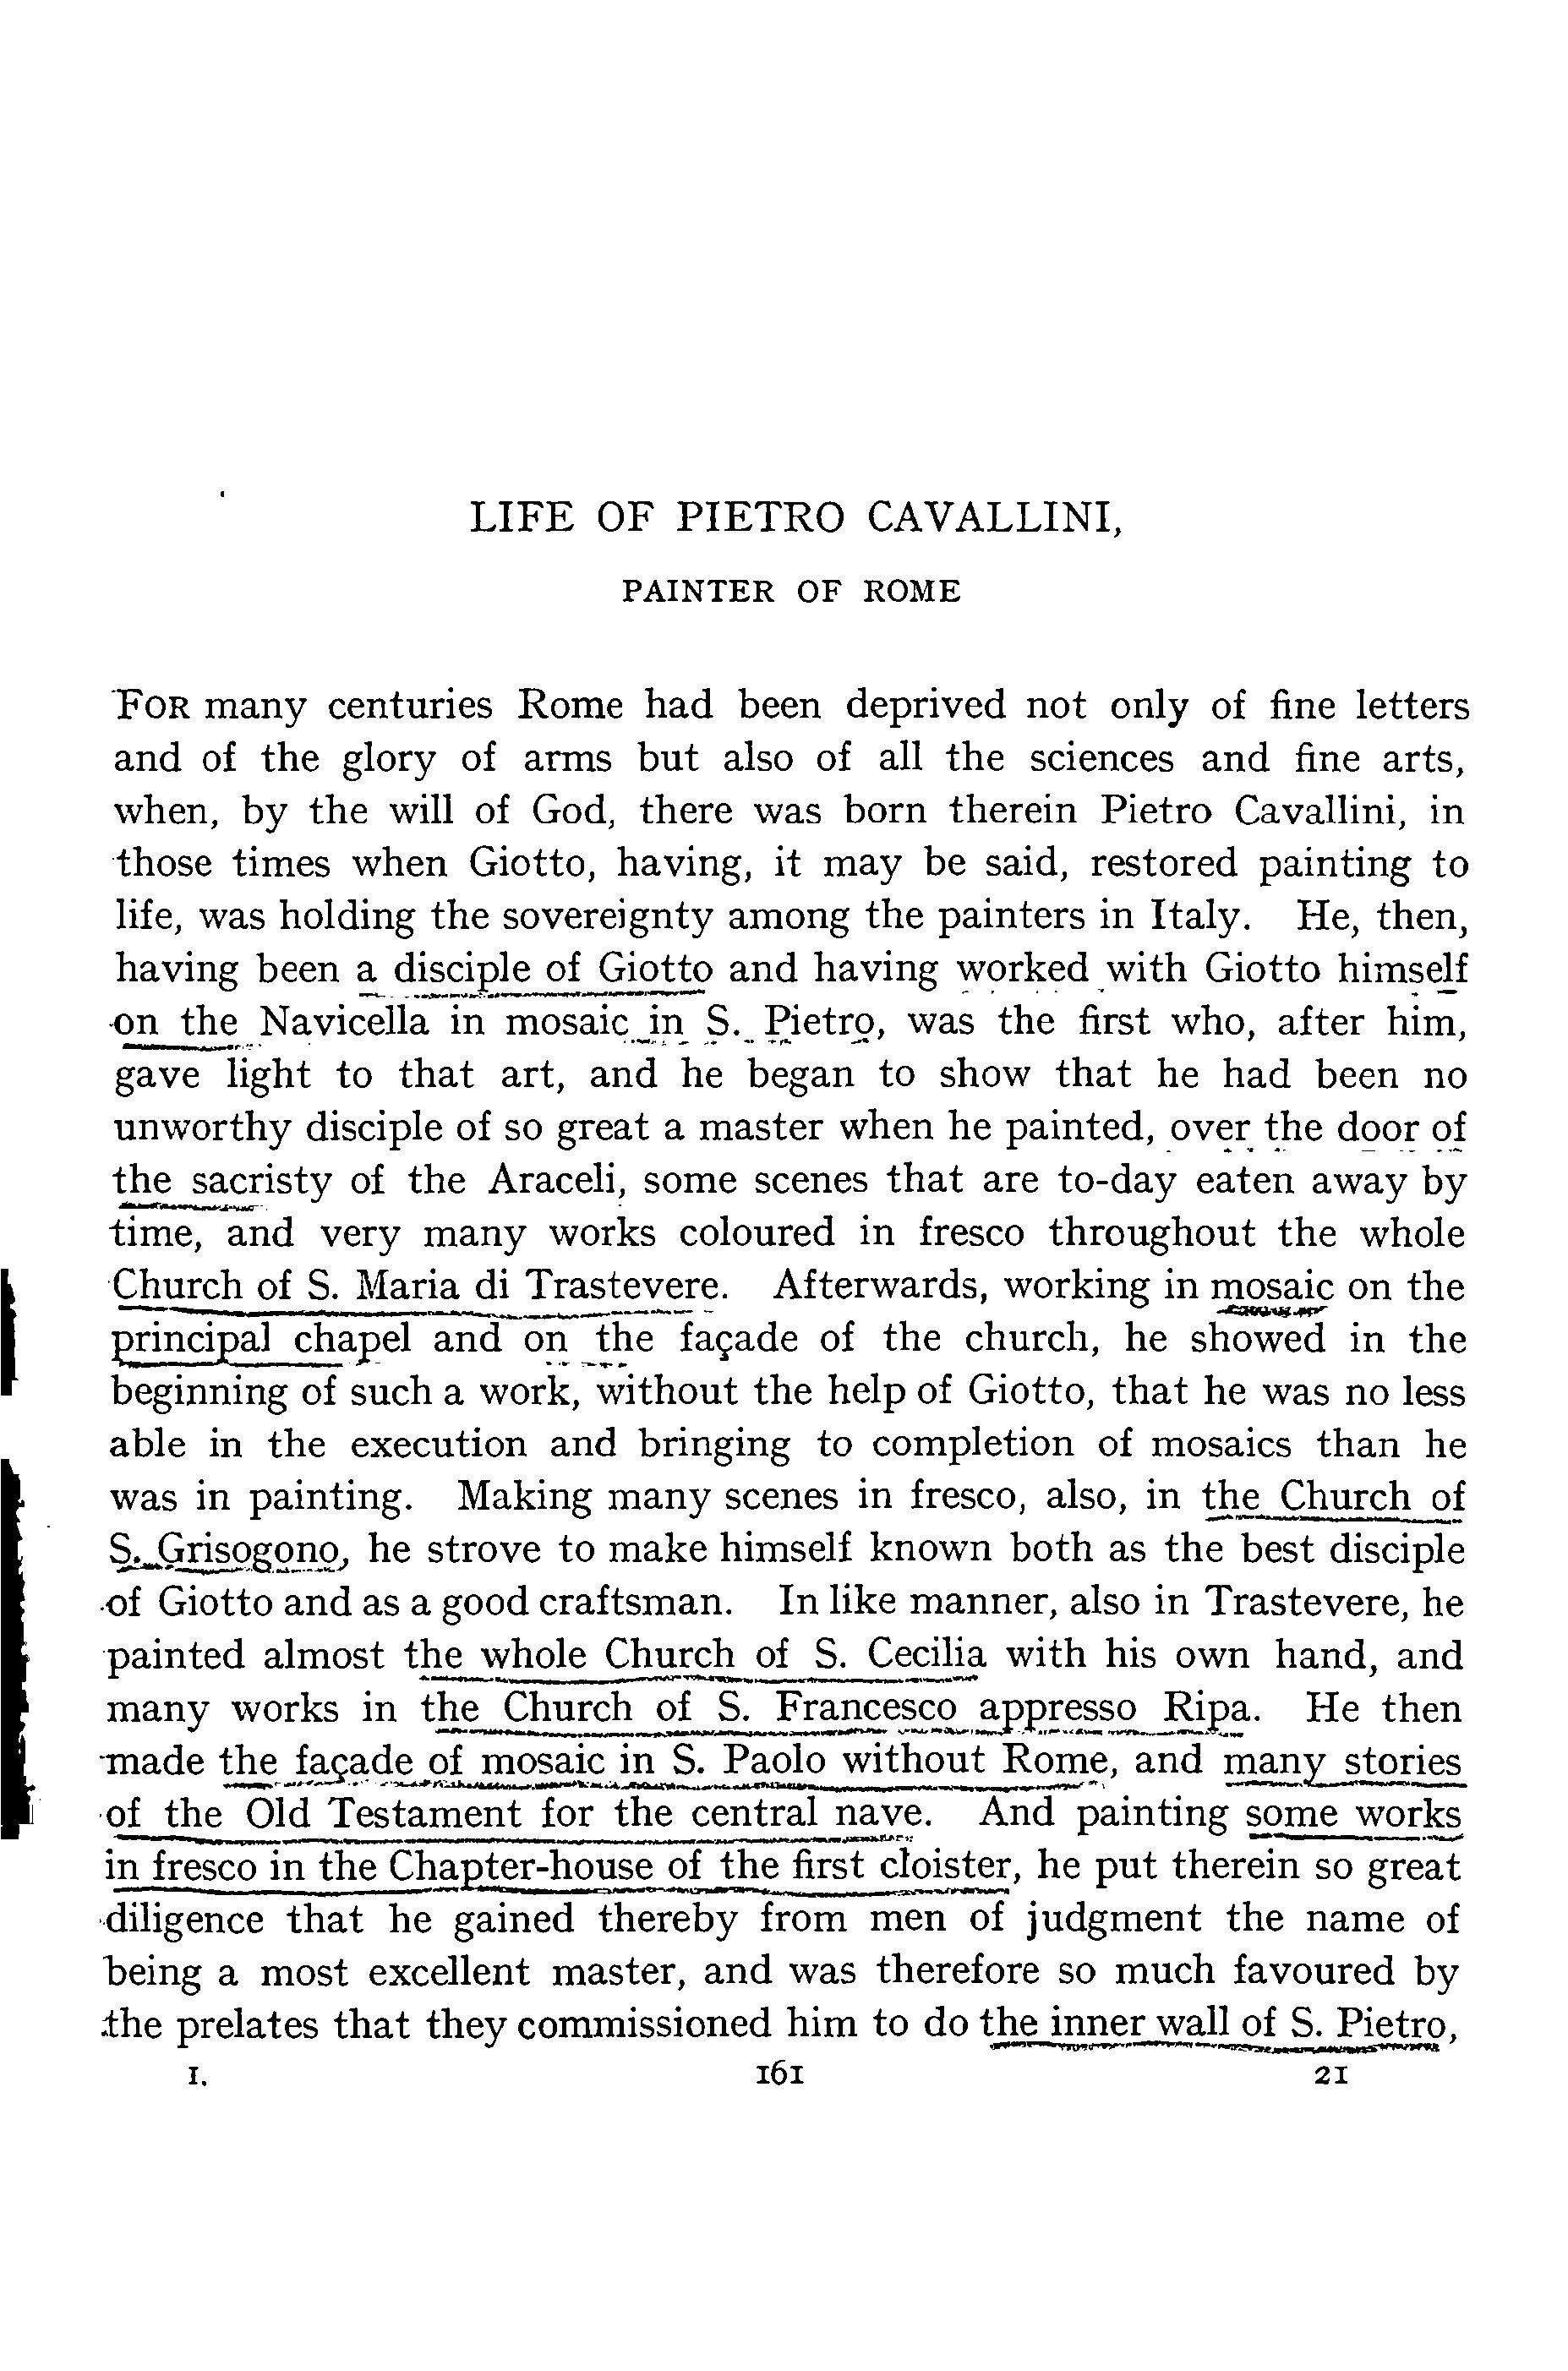 LIFE OF PIETRO CAVALLINI,
PAINTER OF ROME
FOR many centuries Rome had been deprived not only of fine letters
and of the glory of arms but also of all the sciences and fine arts,
when, by the will of God, there was born therein Pietro Cavallini, in
those times when Giotto, having, it may be said, restored painting to
life, was holding the sovereignty among the painters in Italy. He, then,
having been a disciple of Giotto and having worked with Giotto himself
on the Navicella in mosaic in S. Pietro, was the first who, after him,
gave light to that art, and he began to show that he had been no
unworthy disciple of so great a master when he painted, over the door of
the sacristy of the Araceli, some scenes that are to-day eaten away by
time, and very many works coloured in fresco throughout the whole
Church of S. Maria di Trastevere. Afterwards, working in mosaic on the
principal chapel and on the façade of the church, he showed in the
beginning of such a work, without the help of Giotto, that he was no less
able in the execution and bringing to completion of mosaics than he
was in painting. Making many scenes in fresco, also, in the Church of
S. Grisogono, he strove to make himself known both as the best disciple
of Giotto and as a good craftsman. In like manner, also in Trastevere, he
painted almost the whole Church of S. Cecilia with his own hand, and
many works in the Church of S. Francesco appresso Ripa. He then
made the façade of mosaic in S. Paolo without Rome, and many stories
of the Old Testament for the central nave. And painting some works
in fresco in the Chapter-house of the first cloister, he put therein so great
diligence that he gained thereby from men of judgment the name of
being a most excellent master, and was therefore so much favoured by
the prelates that they commissioned him to do the inner wall of S. Pietro,
I. 161 21